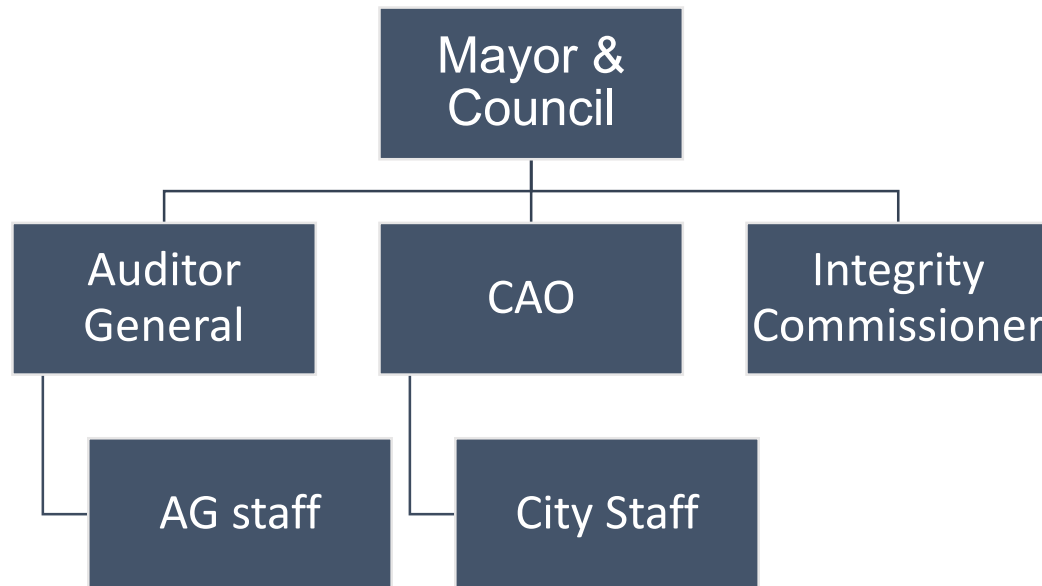 Mayor &
Council
Auditor
General
CAO
Integrity
Commissioner
AG staff
City Staff